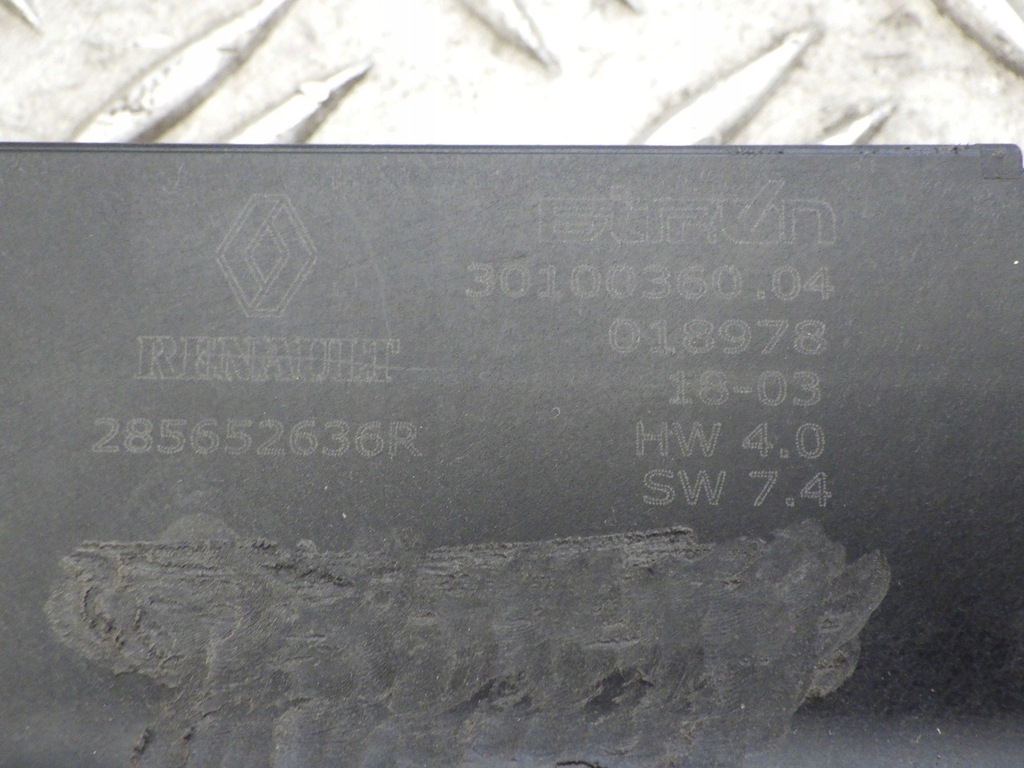 RENAULT
285652636R
30100360.04
018978
18-03
HW 4.0
SW 7.4